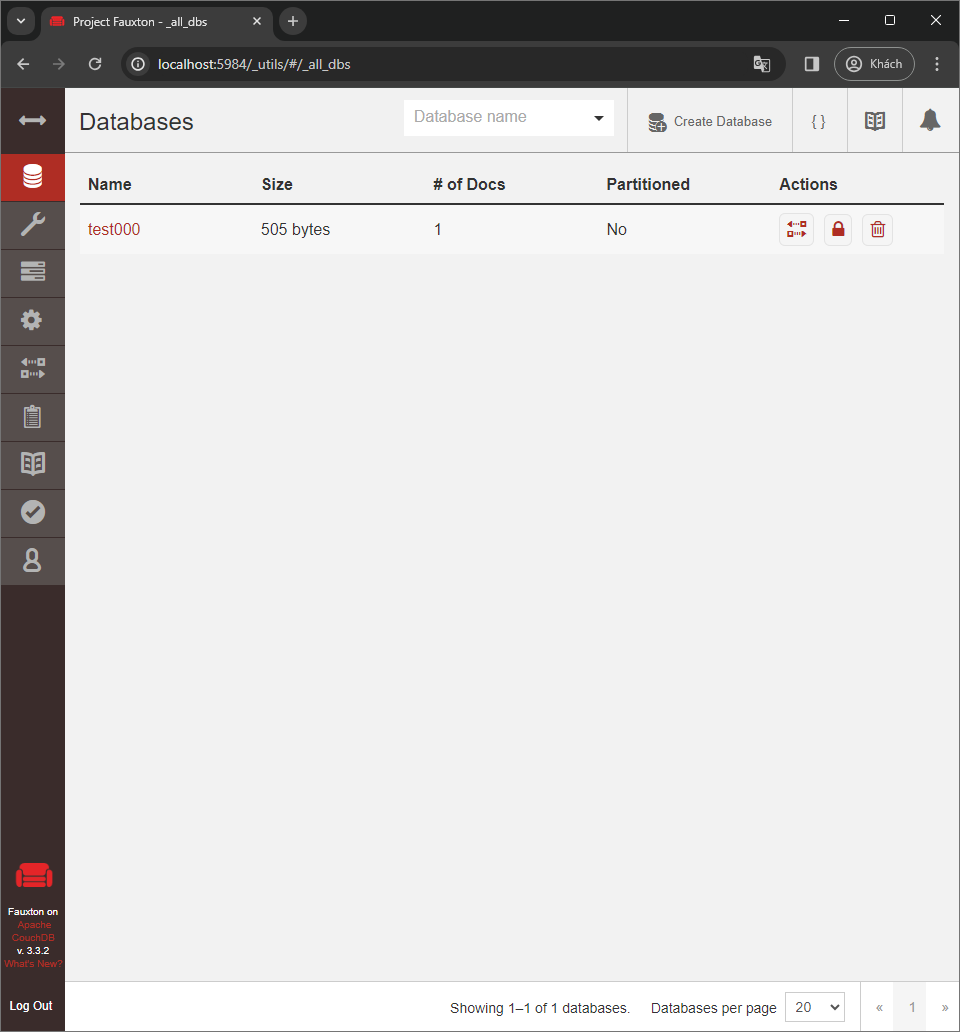 Project Fauxton - _all_dbs
localhost:5984/_utils/#/_all_dbs
Khách
Databases
Database name
Create Database
{ }
Name Size # of Docs Partitioned Actions
test000 505 bytes 1 No
Fauxton on
Apache
CouchDB
v. 3.3.2
What's New?
Log Out
Showing 1–1 of 1 databases. Databases per page 20 « 1 »